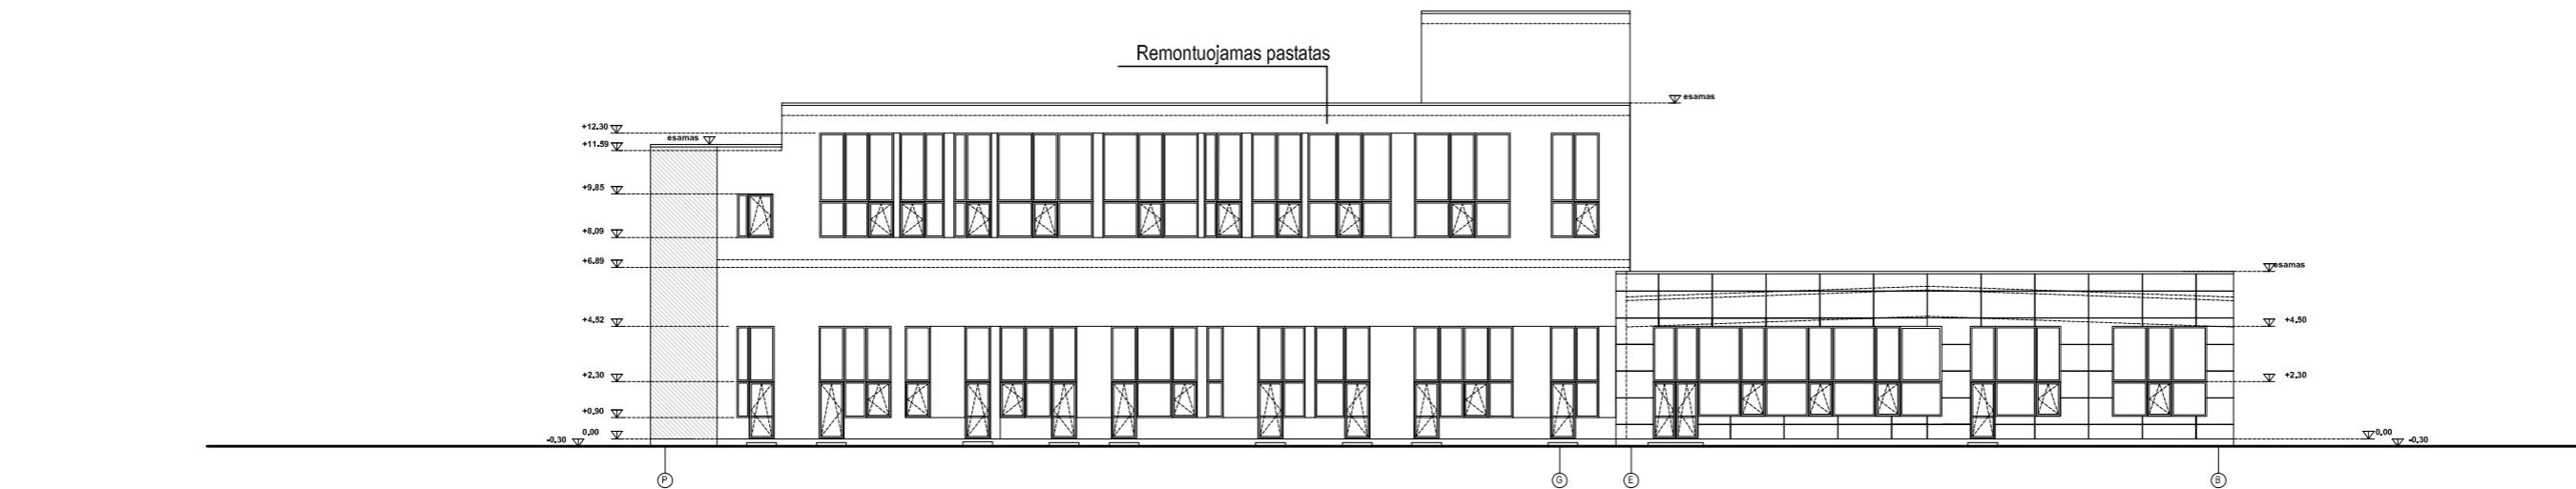 Remontuojamas pastatas
esamas
+12.30
esamas
+11.59
+9.85
+8.09
+6.89
esamas
+4.52
+4.50
+2.30
+2.30
+0.90
0.00
0.00
-0.30
-0.30
P
G
E
B